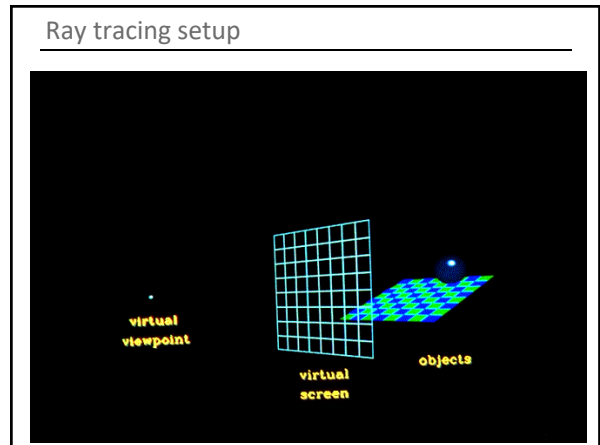 Ray tracing setup
virtual
viewpoint
virtual
screen
objects